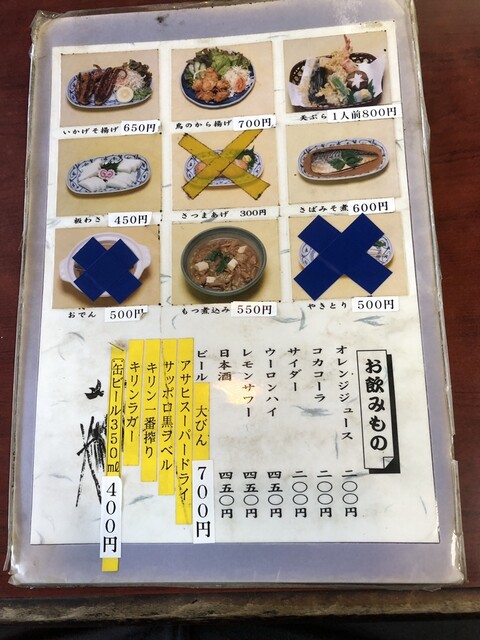 いかげそ揚げ 650円
鳥のから揚げ 700円
天ぷら 1人前800円
板わさ 450円
さつまあげ 300円
さばみそ煮 600円
おでん 500円
もつ煮込み 550円
やきとり 500円
お飲みもの
オレンジジュース 二〇〇円
コカコーラ 二〇〇円
サイダー 二〇〇円
ウーロンハイ 四五〇円
レモンサワー 四五〇円
日本酒 四五〇円
ビール 大びん 700円
アサヒスーパードライ
サッポロ黒ラベル
キリン一番搾り
キリンラガー
缶ビール350ml 400円